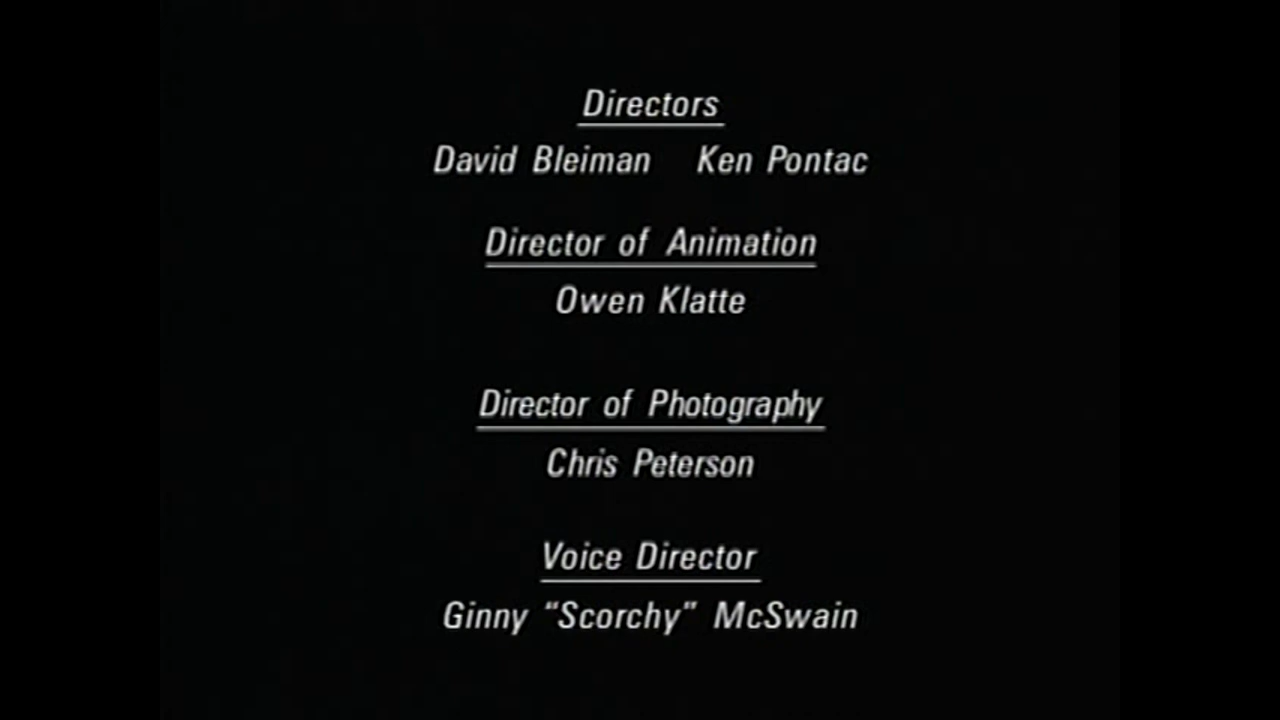 Directors
David Bleiman Ken Pontac
Director of Animation
Owen Klatte
Director of Photography
Chris Peterson
Voice Director
Ginny “Scorchy” McSwain